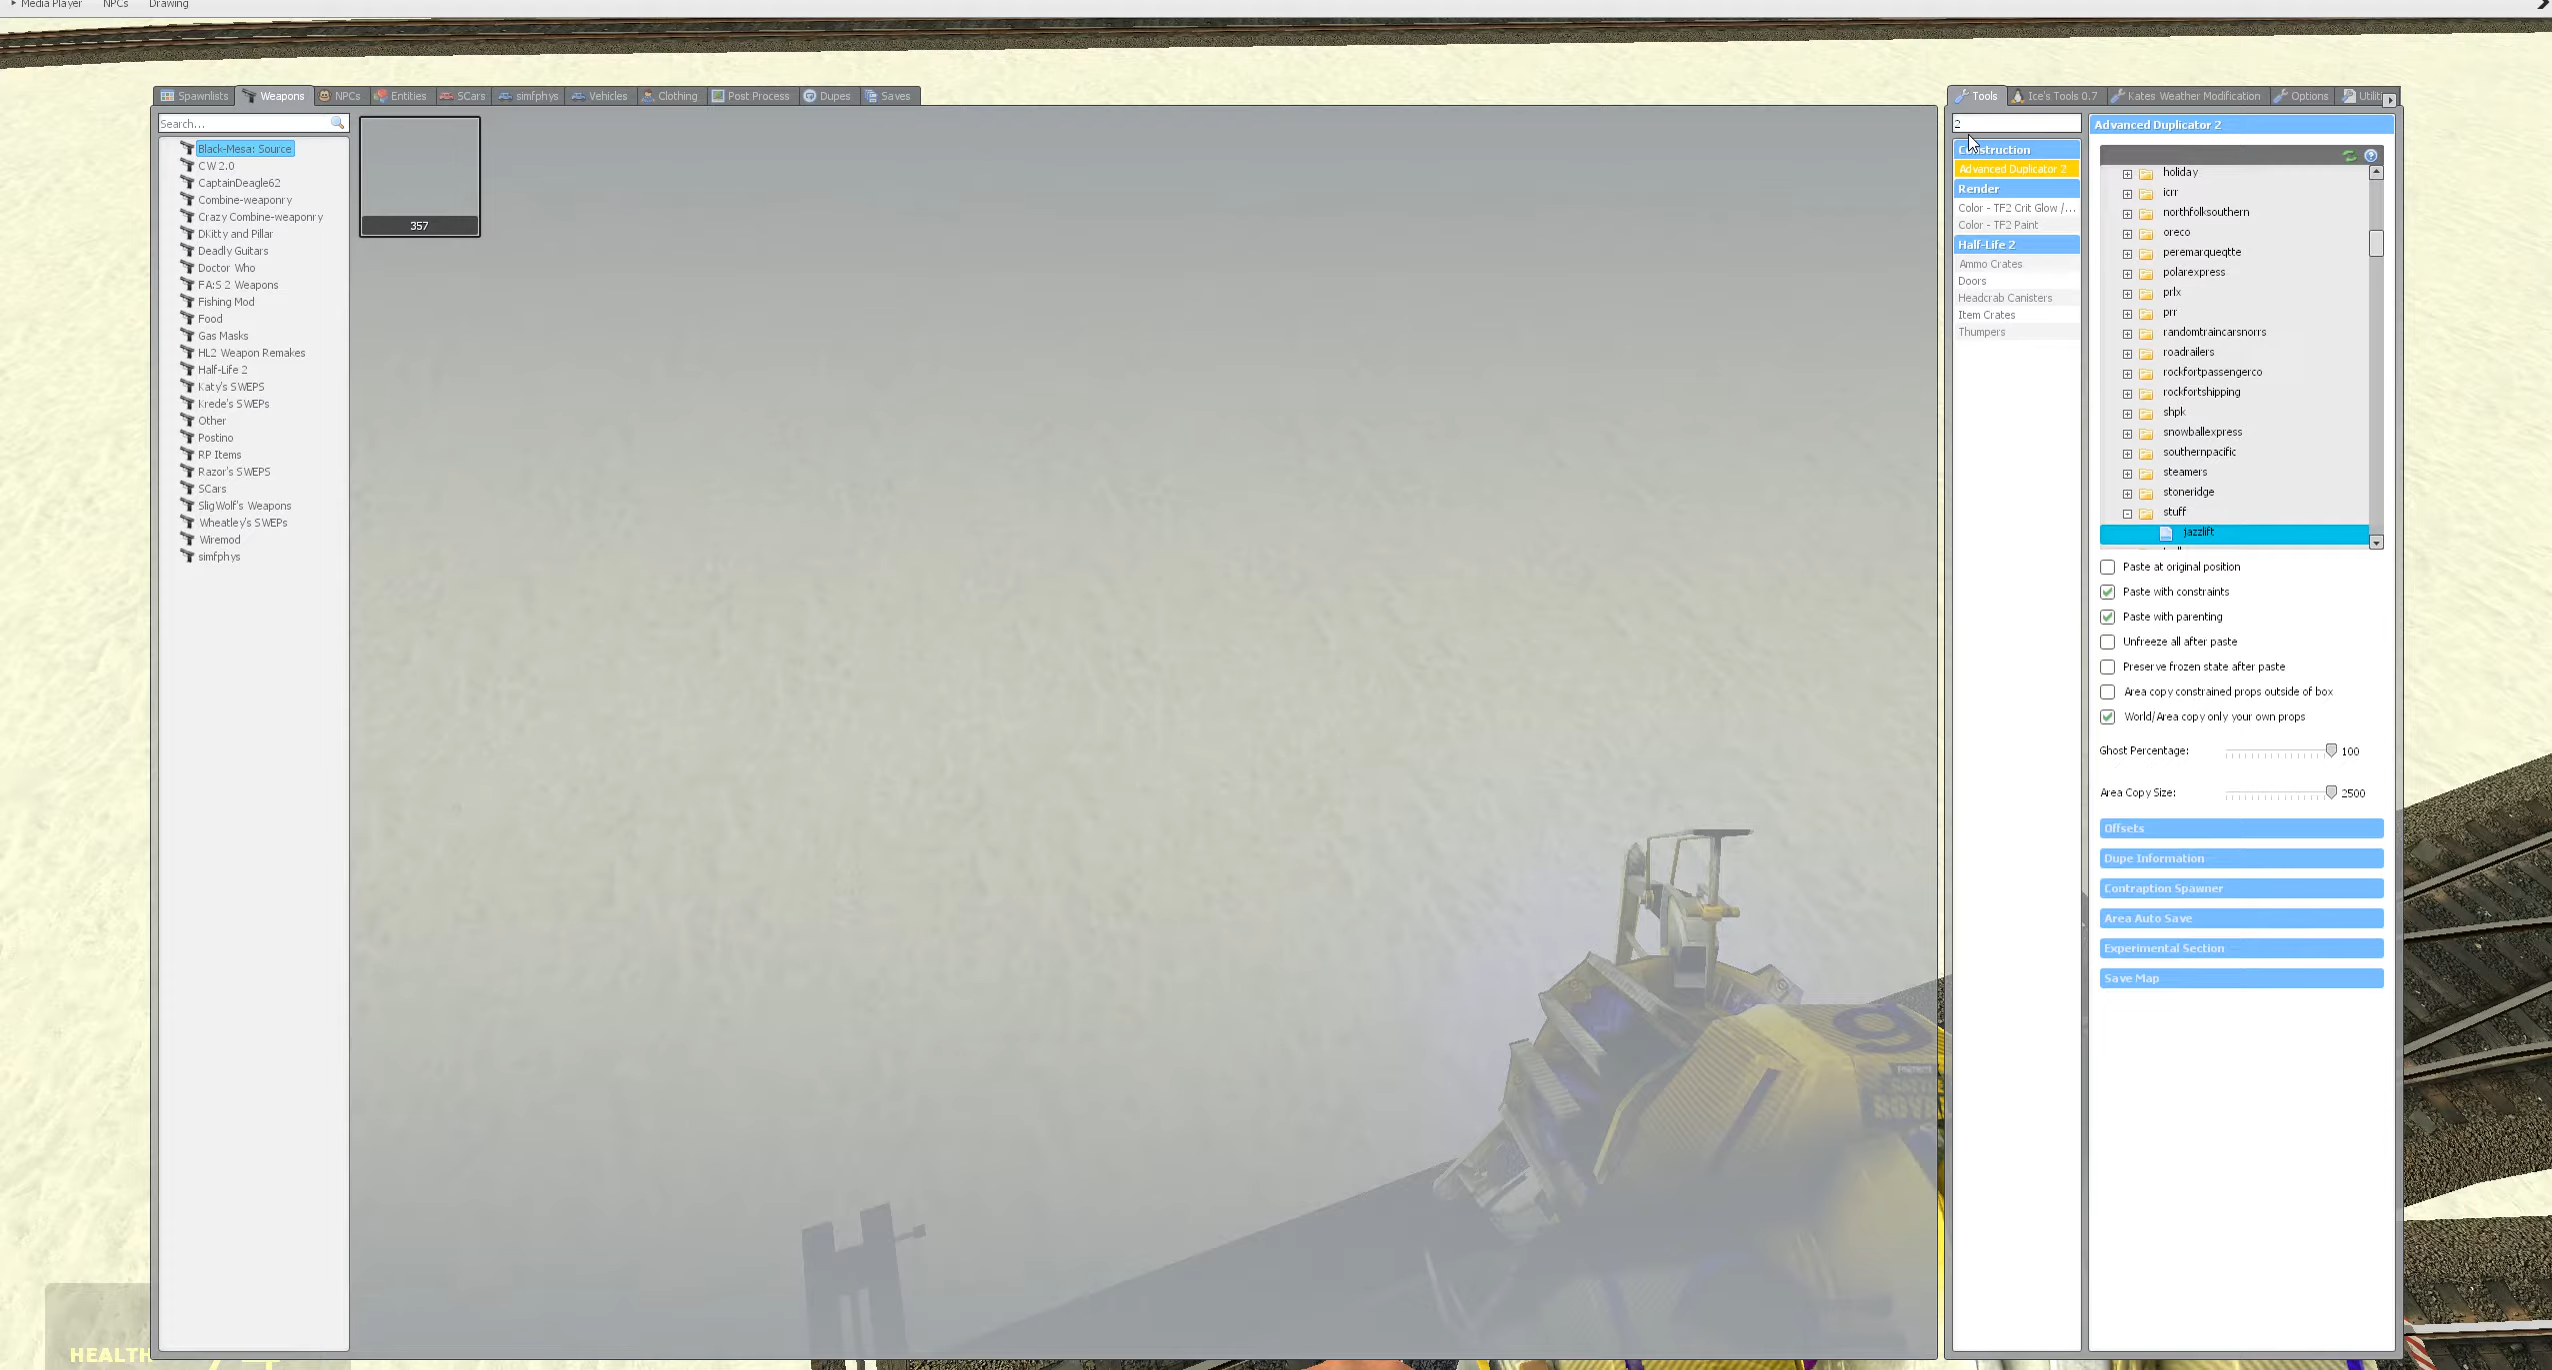 Media Player NPCs Drawing
Spawnlists Weapons NPCs Entities SCars simfphys Vehicles Clothing Post Process Dupes Saves
Search...
Black-Mesa: Source
CW 2.0
CaptainDeagle62
Combine-weaponry
Crazy Combine-weaponry
DKitty and Pillar
Deadly Guitars
Doctor Who
FA:S 2 Weapons
Fishing Mod
Food
Gas Masks
HL2 Weapon Remakes
Half-Life 2
Katy's SWEPS
Krede's SWEPs
Other
Postino
RP Items
Razor's SWEPS
SCars
SligWolf's Weapons
Wheatley's SWEPs
Wiremod
simfphys
357
HEALTH
Tools Ice's Tools 0.7 Kates Weather Modification Options Utilit
2
Construction
Advanced Duplicator 2
Render
Color - TF2 Crit Glow /...
Color - TF2 Paint
Half-Life 2
Ammo Crates
Doors
Headcrab Canisters
Item Crates
Thumpers
Advanced Duplicator 2
holiday
icrr
northfolksouthern
oreco
peremarqueqtte
polarexpress
prlx
prr
randomtraincarsnorrs
roadrailers
rockfortpassengerco
rockfortshipping
shpk
snowballexpress
southernpacific
steamers
stoneridge
stuff
jazzlift
Paste at original position
Paste with constraints
Paste with parenting
Unfreeze all after paste
Preserve frozen state after paste
Area copy constrained props outside of box
World/Area copy only your own props
Ghost Percentage: 100
Area Copy Size: 2500
Offsets
Dupe Information
Contraption Spawner
Area Auto Save
Experimental Section
Save Map